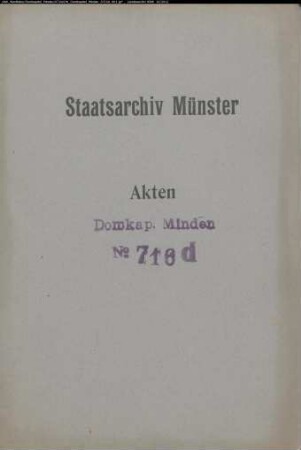 Staatsarchiv Münster
Akten
Domkap. Minden
№ 716 d